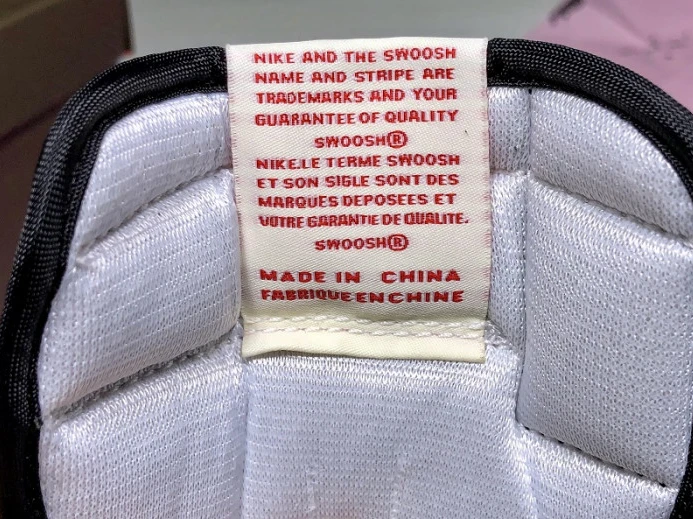 NIKE AND THE SWOOSH
NAME AND STRIPE ARE
TRADEMARKS AND YOUR
GUARANTEE OF QUALITY
SWOOSH®
NIKE.LE TERME SWOOSH
ET SON SIGLE SONT DES
MARQUES DEPOSEES ET
VOTRE GARANTIE DE QUALITE.
SWOOSH®
MADE IN CHINA
FABRIQUE EN CHINE